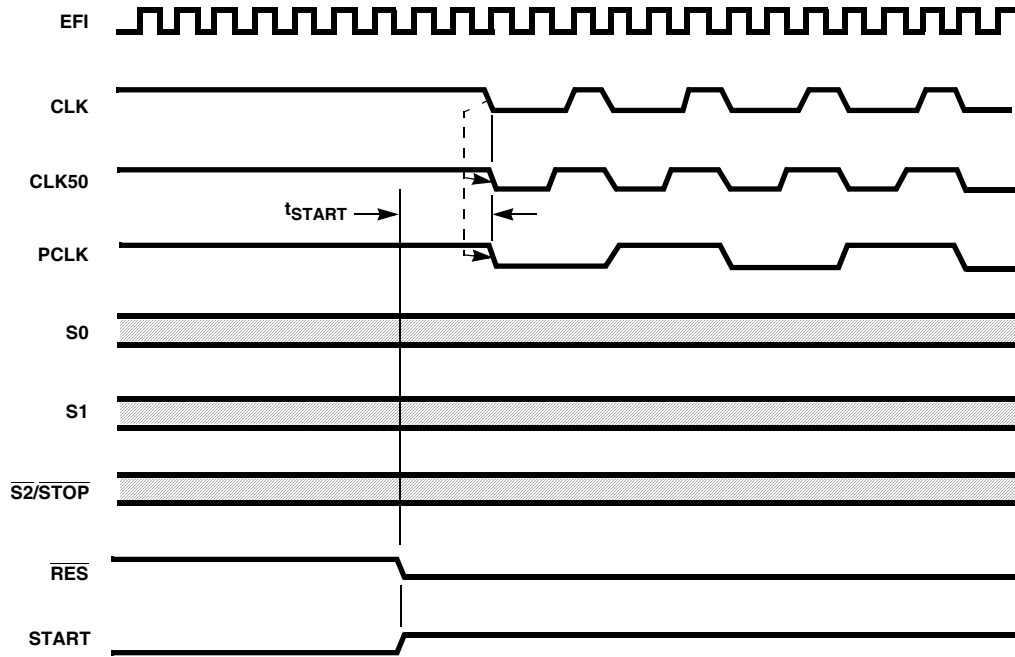 EFI
CLK
CLK50
tSTART
PCLK
S0
S1
S2/STOP
RES
START